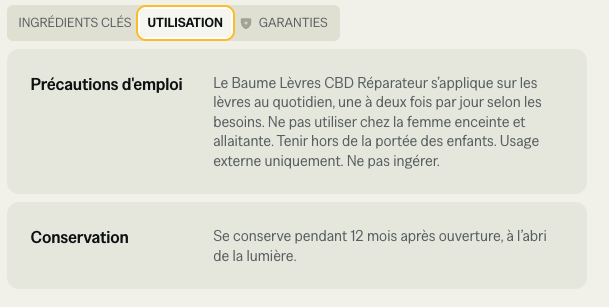 INGRÉDIENTS CLÉS UTILISATION GARANTIES
Précautions d'emploi
Le Baume Lèvres CBD Réparateur s'applique sur les
lèvres au quotidien, une à deux fois par jour selon les
besoins. Ne pas utiliser chez la femme enceinte et
allaitante. Tenir hors de la portée des enfants. Usage
externe uniquement. Ne pas ingérer.
Conservation
Se conserve pendant 12 mois après ouverture, à l'abri
de la lumière.